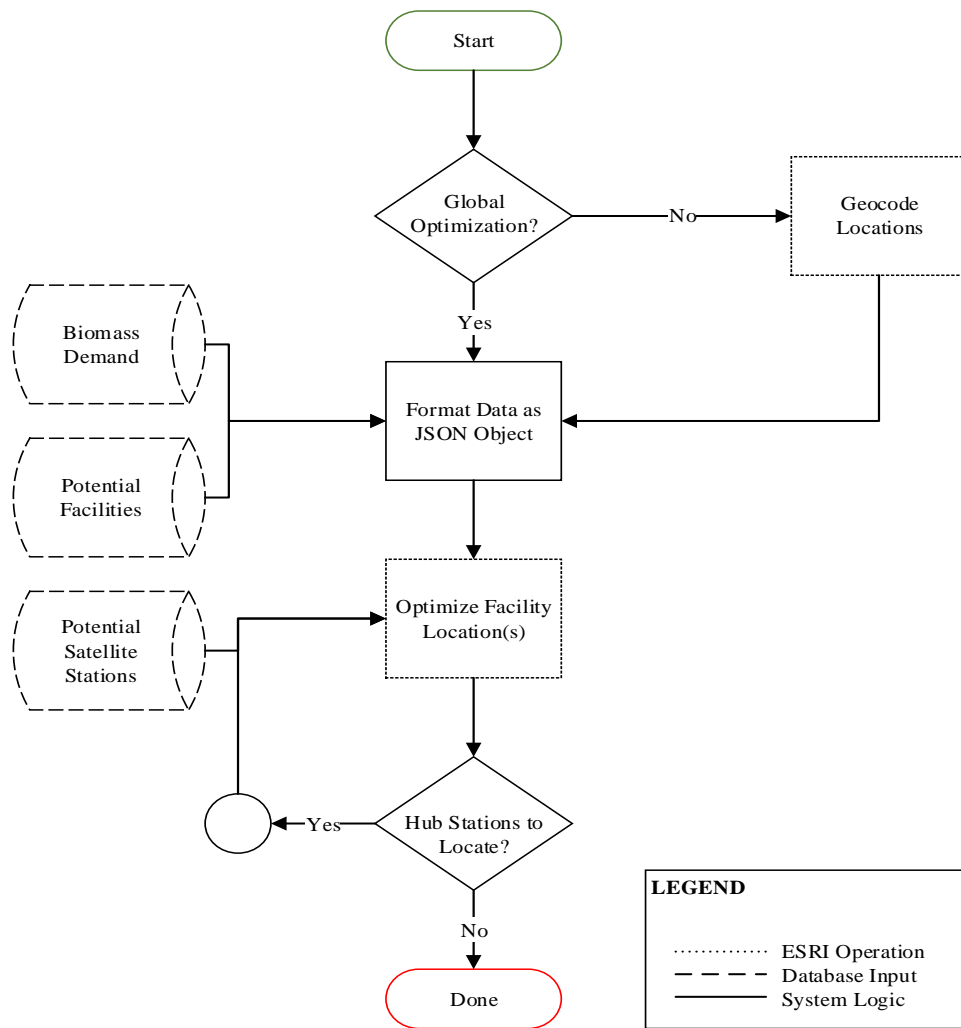 Start
Global
Optimization?
No
Geocode
Locations
Yes
Biomass
Demand
Format Data as
JSON Object
Potential
Facilities
Optimize Facility
Location(s)
Potential
Satellite
Stations
Hub Stations to
Locate?
Yes
No
Done
LEGEND
ESRI Operation
Database Input
System Logic